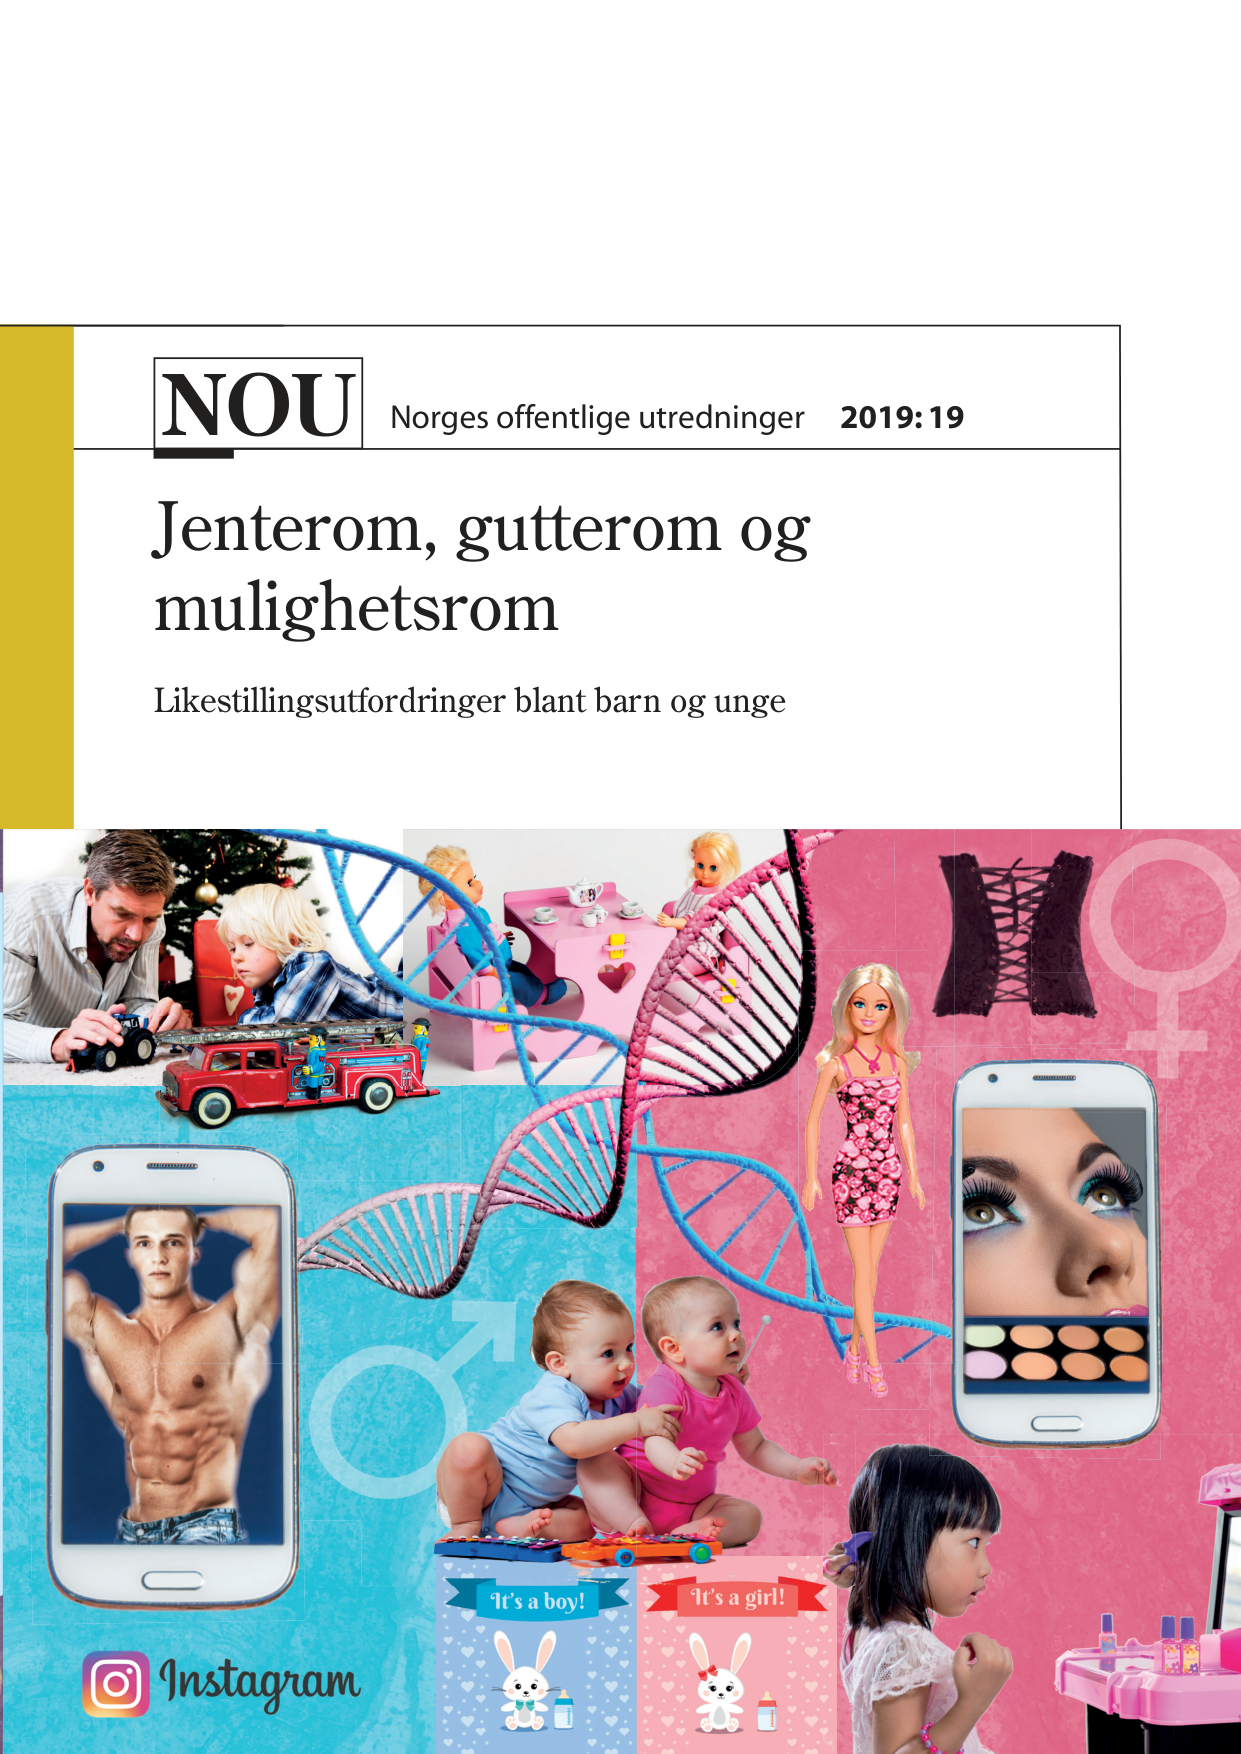 NOU
Norges offentlige utredninger 2019: 19
Jenterom, gutterom og
mulighetsrom
Likestillingsutfordringer blant barn og unge
It's a boy!
It's a girl!
Instagram